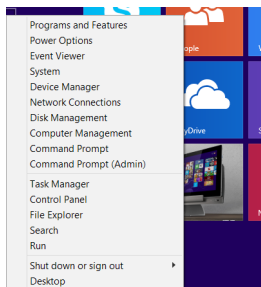 Programs and Features
Power Options
Event Viewer
System
Device Manager
Network Connections
Disk Management
Computer Management
Command Prompt
Command Prompt (Admin)
Task Manager
Control Panel
File Explorer
Search
Run
Shut down or sign out
Desktop